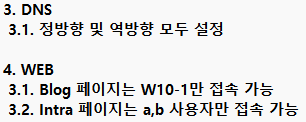 3. DNS
3.1. 정방향 및 역방향 모두 설정
4. WEB
3.1. Blog 페이지는 W10-1만 접속 가능
3.2. Intra 페이지는 a,b 사용자만 접속 가능